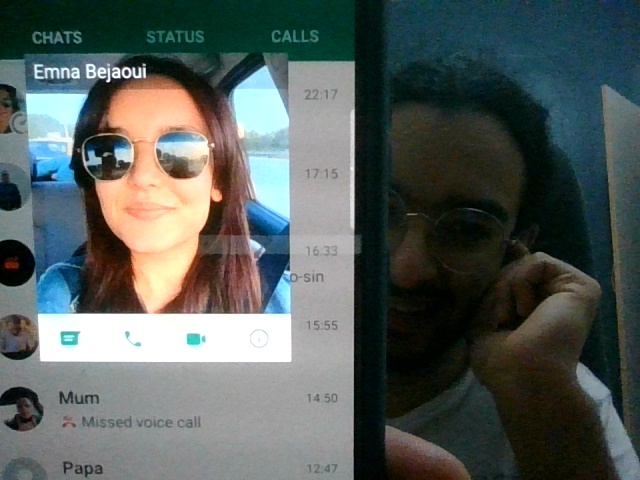 CHATS STATUS CALLS
Emna Bejaoui
22:17
17:15
16:33
o-sin
15:55
Mum 14:50
Missed voice call
Papa 12:47